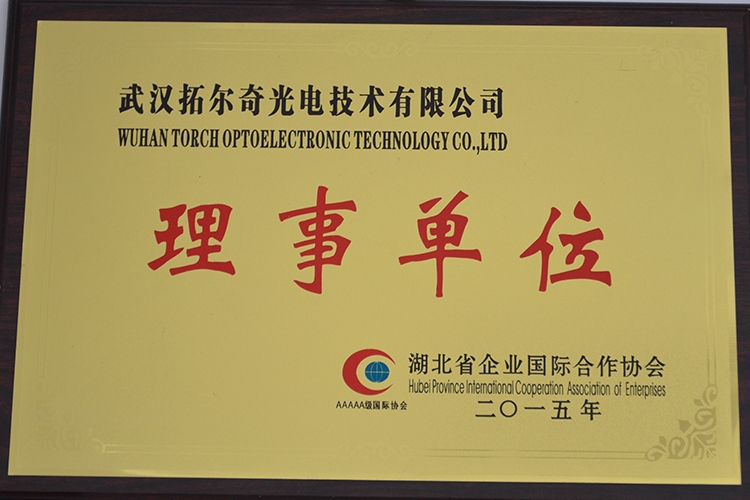 武汉拓尔奇光电技术有限公司
WUHAN TORCH OPTOELECTRONIC TECHNOLOGY CO.,LTD
理事单位
湖北省企业国际合作协会
Hubei Province International Cooperation Association of Enterprises
AAAAA级国际协会
二〇一五年